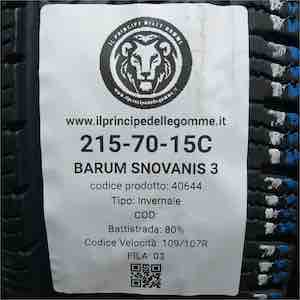 IL PRINCIPE DELLE GOMME
www.ilprincipedellegomme.it
215-70-15C
BARUM SNOVANIS 3
codice prodotto: 40644
Tipo: Invernale
COD:
Battistrada: 80%
Codice Velocità: 109/107R
FILA: 03